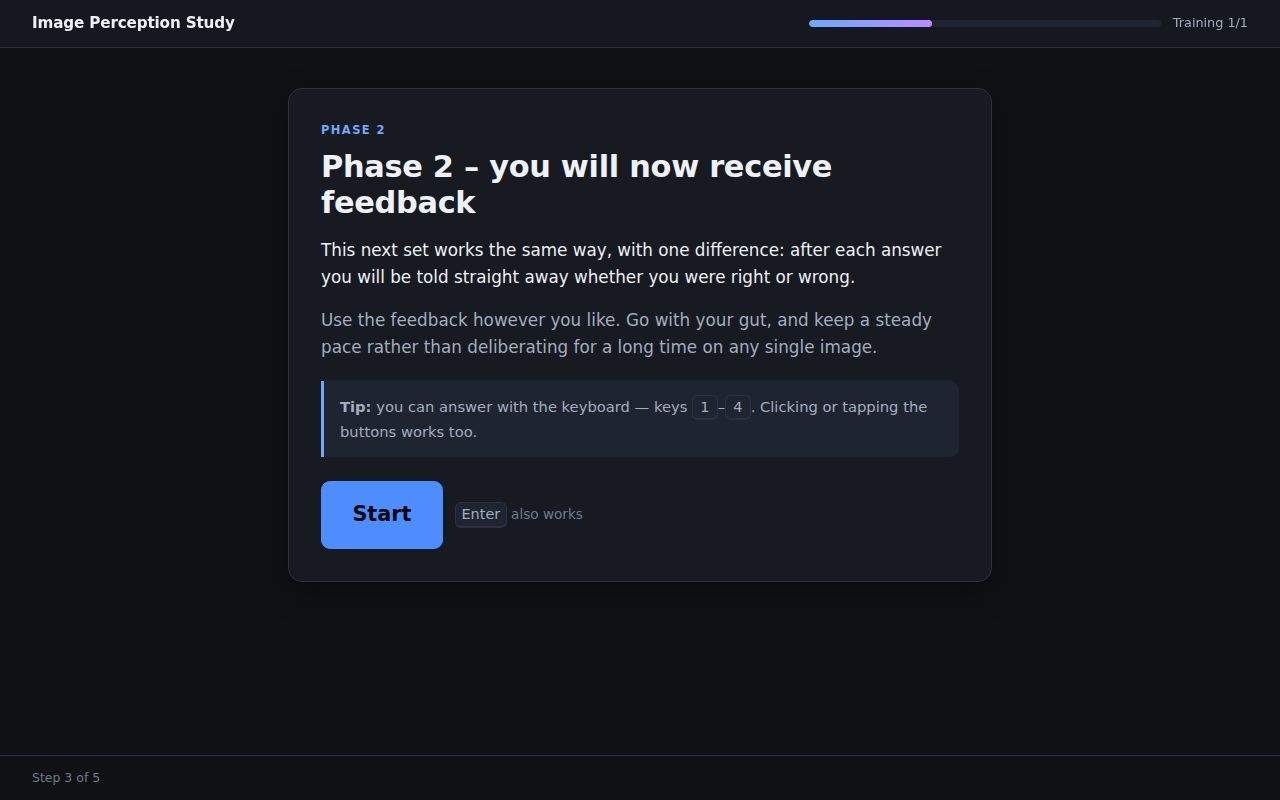 Image Perception Study
Training 1/1
PHASE 2
Phase 2 – you will now receive
feedback
This next set works the same way, with one difference: after each answer
you will be told straight away whether you were right or wrong.
Use the feedback however you like. Go with your gut, and keep a steady
pace rather than deliberating for a long time on any single image.
Tip: you can answer with the keyboard — keys 1–4. Clicking or tapping the
buttons works too.
Start
Enter also works
Step 3 of 5